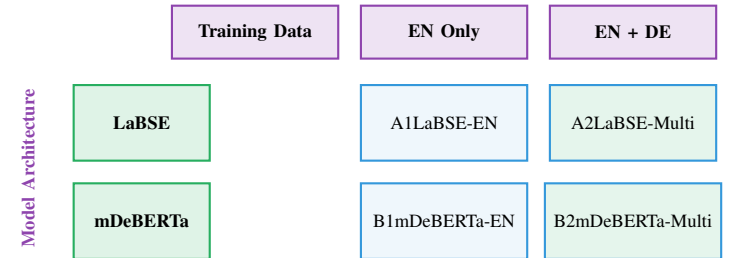 Training Data EN Only EN + DE
Model Architecture
LaBSE A1LaBSE-EN A2LaBSE-Multi
mDeBERTa B1mDeBERTa-EN B2mDeBERTa-Multi